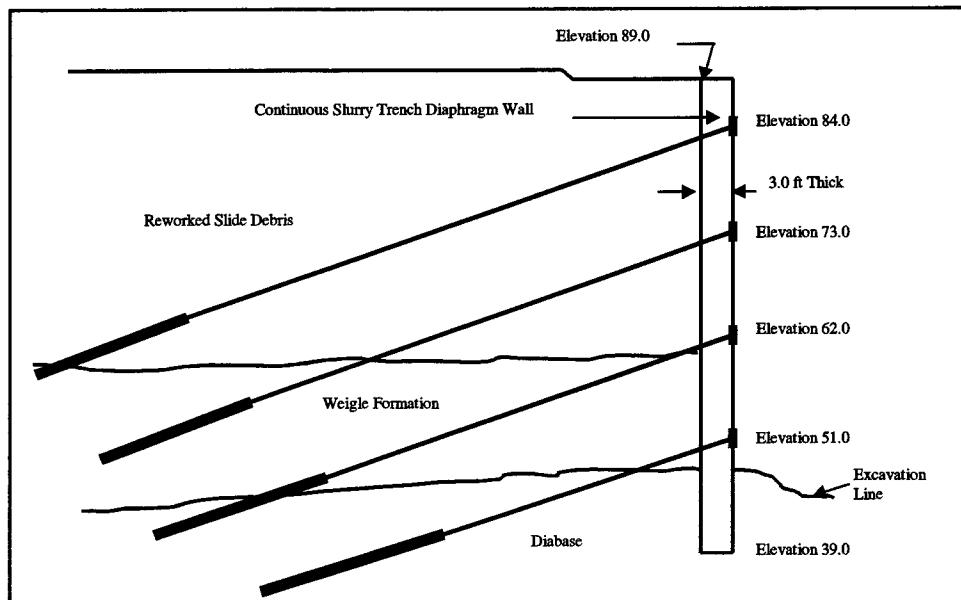 Elevation 89.0
Continuous Slurry Trench Diaphragm Wall
Elevation 84.0
3.0 ft Thick
Reworked Slide Debris
Elevation 73.0
Elevation 62.0
Weigle Formation
Elevation 51.0
Excavation
Line
Diabase
Elevation 39.0